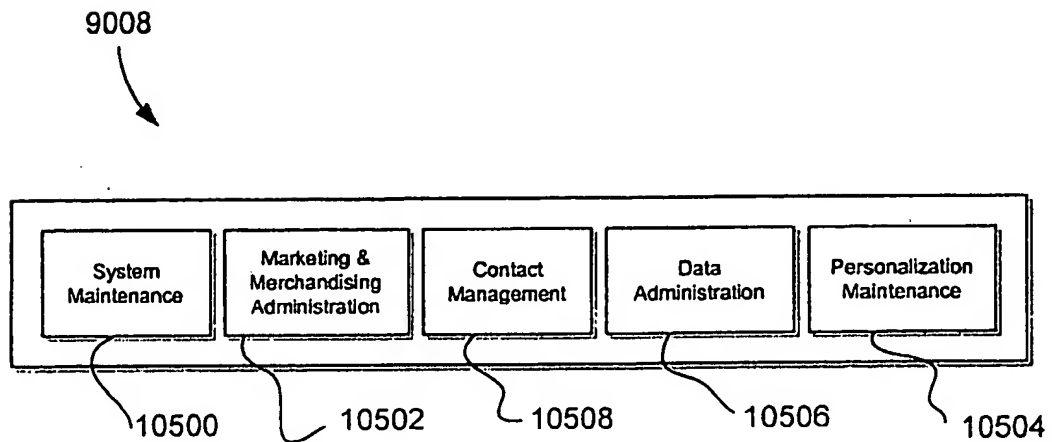 9008
System
Maintenance
Marketing &
Merchandising
Administration
Contact
Management
Data
Administration
Personalization
Maintenance
10500
10502
10508
10506
10504